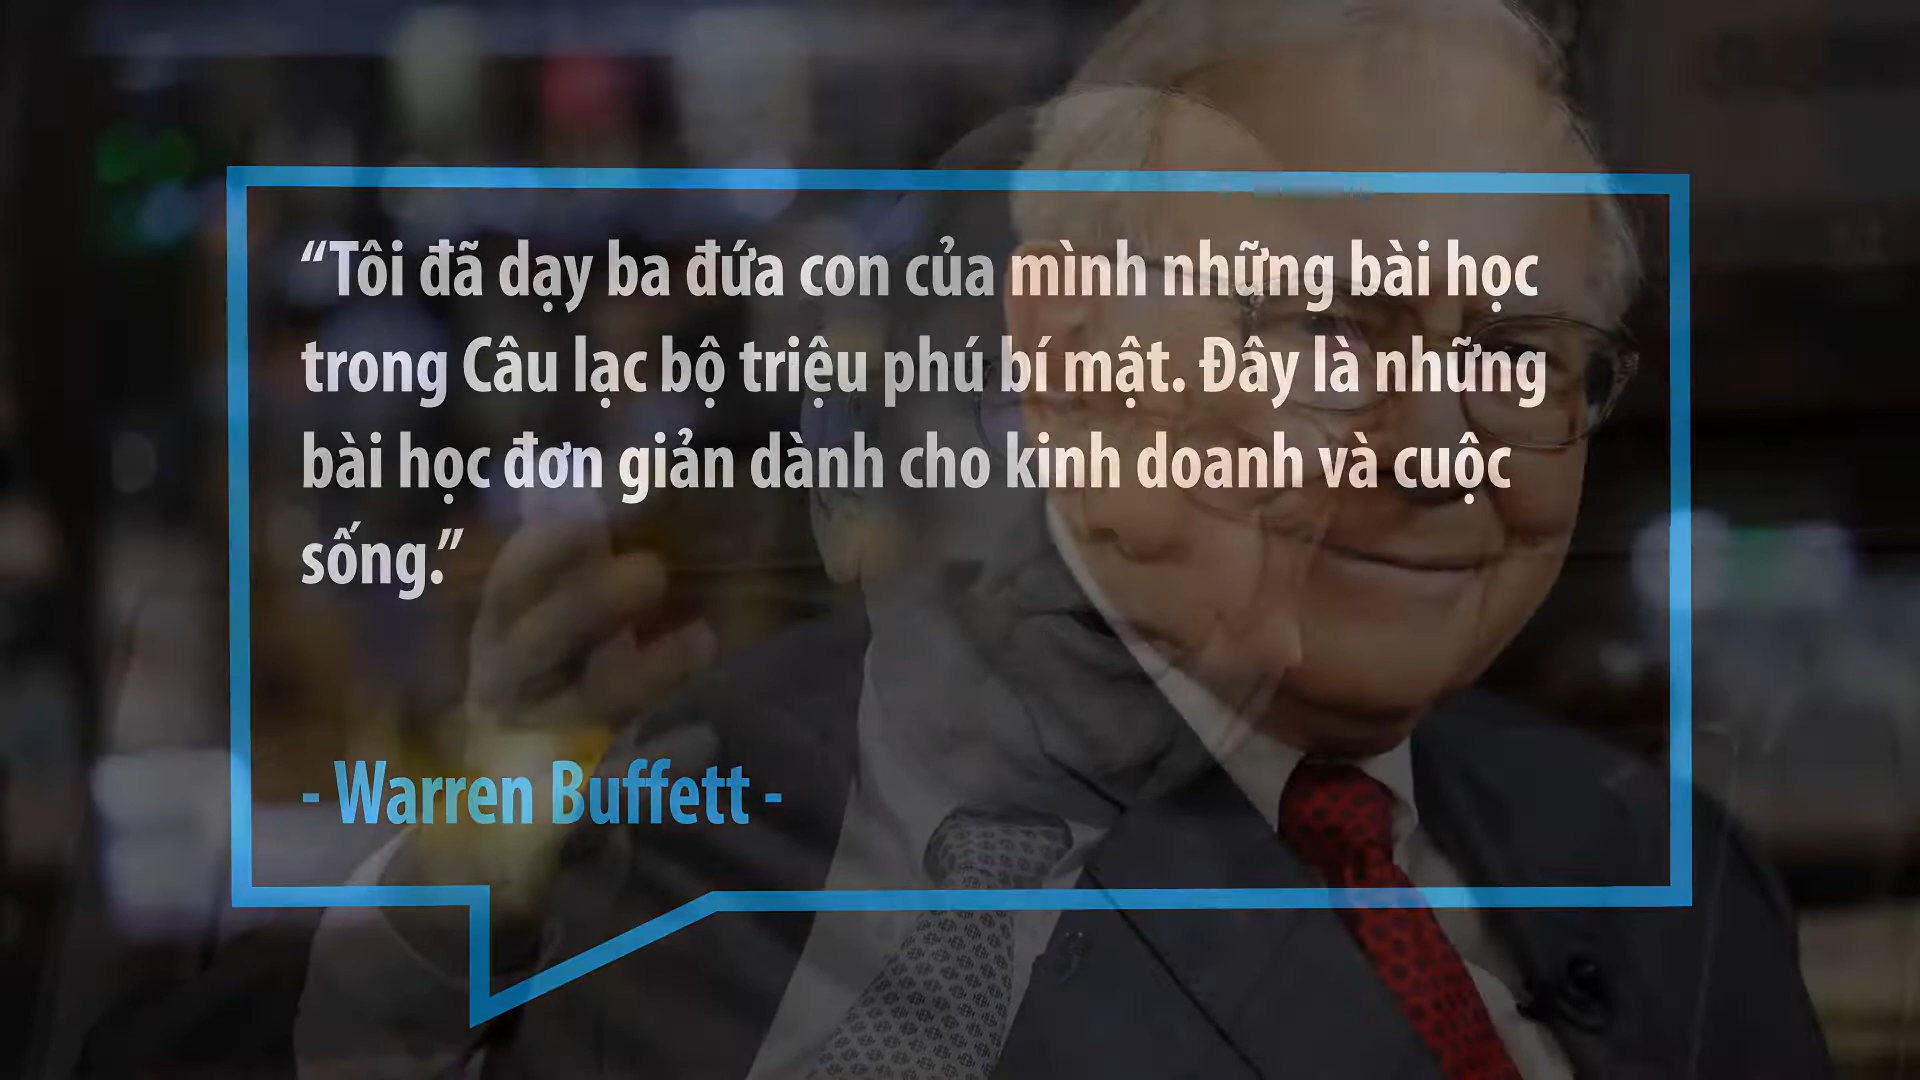 “Tôi đã dạy ba đứa con của mình những bài học
trong Câu lạc bộ triệu phú bí mật. Đây là những
bài học đơn giản dành cho kinh doanh và cuộc
sống.”
- Warren Buffett -